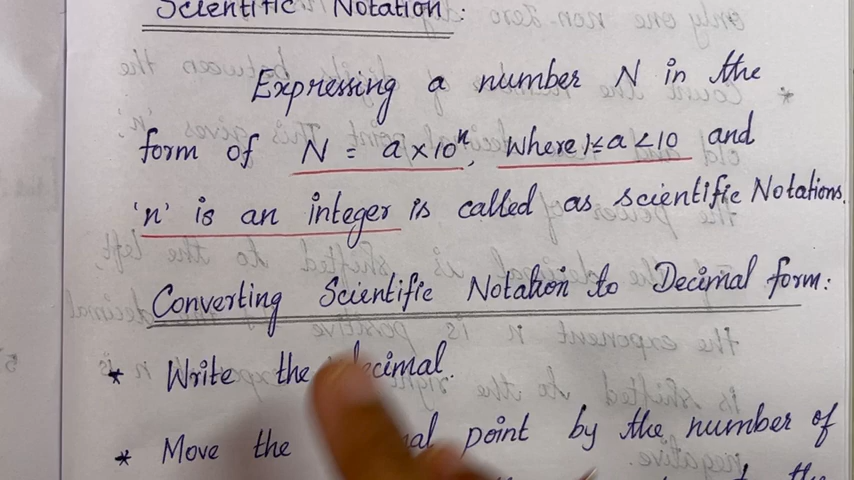 Scientific Notation:
Expressing a number N in the
form of N = a×10ⁿ, Where 1≤a<10 and
'n' is an integer is called as scientific Notations.
Converting Scientific Notation to Decimal form:
* Write the decimal.
* Move the point by the number of